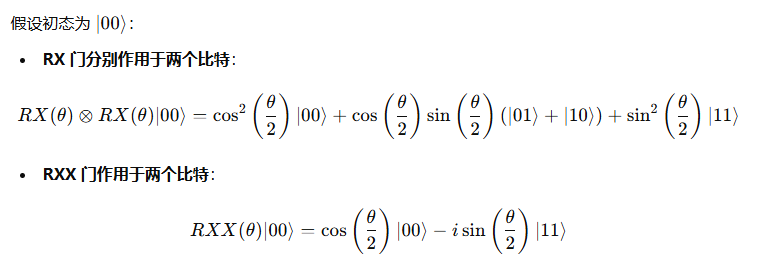 假设初态为 |00⟩：
• RX 门分别作用于两个比特：
RX(θ) ⊗ RX(θ)|00⟩ = cos²(θ/2)|00⟩ + cos(θ/2) sin(θ/2)(|01⟩ + |10⟩) + sin²(θ/2)|11⟩
• RXX 门作用于两个比特：
RXX(θ)|00⟩ = cos(θ/2)|00⟩ − i sin(θ/2)|11⟩